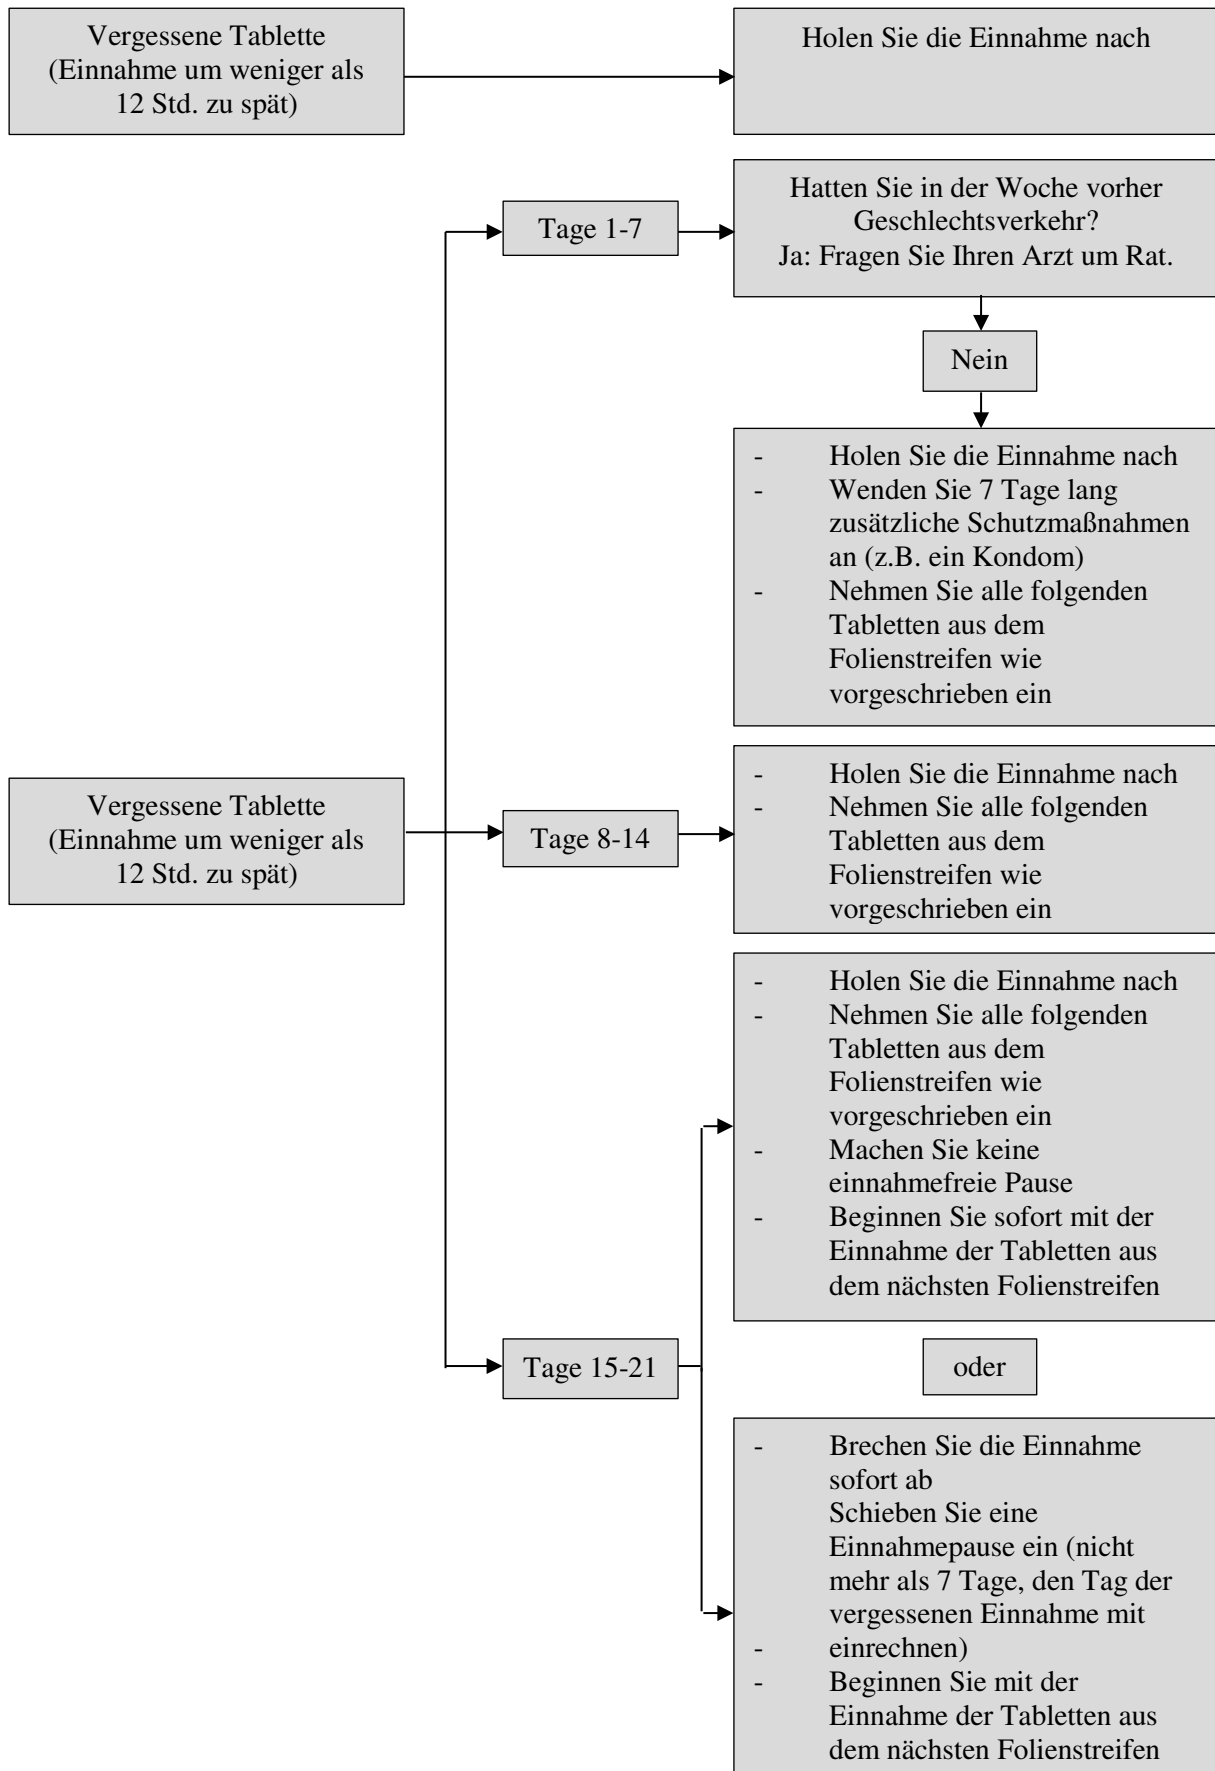 Vergessene Tablette
(Einnahme um weniger als
12 Std. zu spät)
Holen Sie die Einnahme nach
Tage 1-7
Hatten Sie in der Woche vorher
Geschlechtsverkehr?
Ja: Fragen Sie Ihren Arzt um Rat.
Nein
- Holen Sie die Einnahme nach
- Wenden Sie 7 Tage lang
zusätzliche Schutzmaßnahmen
an (z.B. ein Kondom)
- Nehmen Sie alle folgenden
Tabletten aus dem
Folienstreifen wie
vorgeschrieben ein
Vergessene Tablette
(Einnahme um weniger als
12 Std. zu spät)
Tage 8-14
- Holen Sie die Einnahme nach
- Nehmen Sie alle folgenden
Tabletten aus dem
Folienstreifen wie
vorgeschrieben ein
Tage 15-21
- Holen Sie die Einnahme nach
- Nehmen Sie alle folgenden
Tabletten aus dem
Folienstreifen wie
vorgeschrieben ein
- Machen Sie keine
einnahmefreie Pause
- Beginnen Sie sofort mit der
Einnahme der Tabletten aus
dem nächsten Folienstreifen
oder
- Brechen Sie die Einnahme
sofort ab
Schieben Sie eine
Einnahmepause ein (nicht
mehr als 7 Tage, den Tag der
vergessenen Einnahme mit
- einrechnen)
- Beginnen Sie mit der
Einnahme der Tabletten aus
dem nächsten Folienstreifen